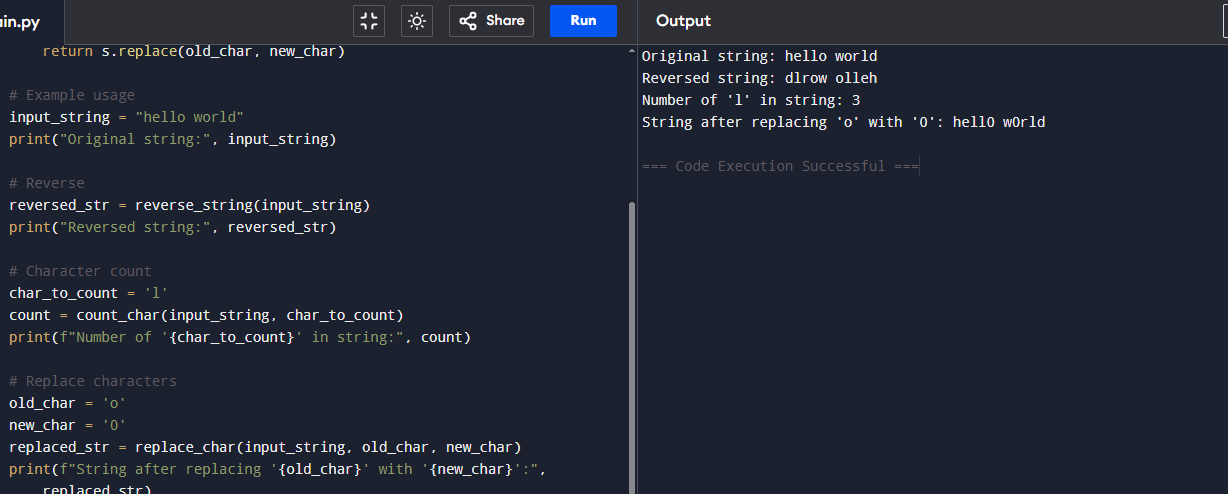 ain.py
Share
Run
Output
    return s.replace(old_char, new_char)

# Example usage
input_string = "hello world"
print("Original string:", input_string)

# Reverse
reversed_str = reverse_string(input_string)
print("Reversed string:", reversed_str)

# Character count
char_to_count = 'l'
count = count_char(input_string, char_to_count)
print(f"Number of '{char_to_count}' in string:", count)

# Replace characters
old_char = 'o'
new_char = '0'
replaced_str = replace_char(input_string, old_char, new_char)
print(f"String after replacing '{old_char}' with '{new_char}':",
    replaced_str)
Original string: hello world
Reversed string: dlrow olleh
Number of 'l' in string: 3
String after replacing 'o' with '0': hell0 w0rld

=== Code Execution Successful ===